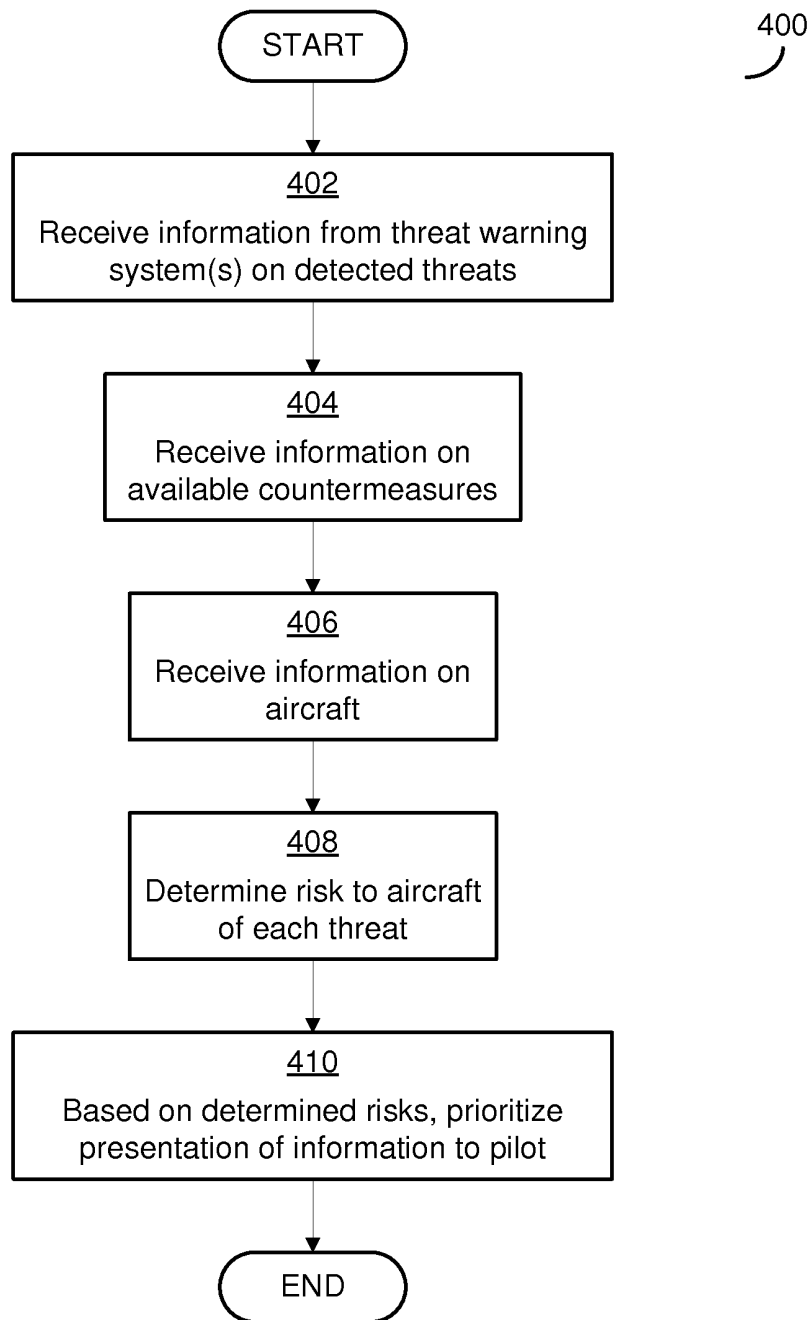 START
400
402
Receive information from threat warning
system(s) on detected threats
404
Receive information on
available countermeasures
406
Receive information on
aircraft
408
Determine risk to aircraft
of each threat
410
Based on determined risks, prioritize
presentation of information to pilot
END